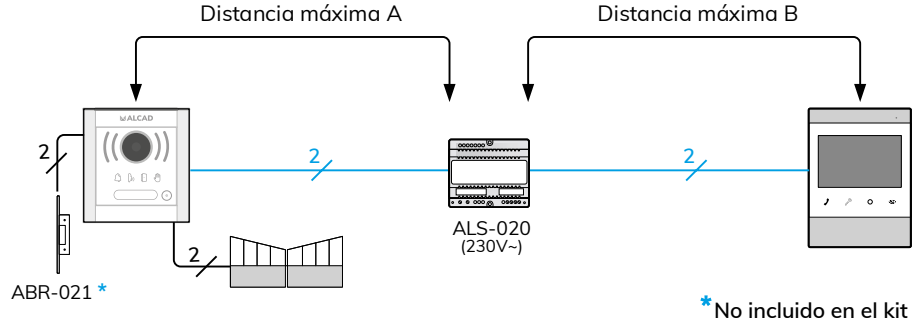 Distancia máxima A
Distancia máxima B
ALCAD
2
2
2
ALS-020
(230V~)
2
ABR-021 *
*No incluido en el kit